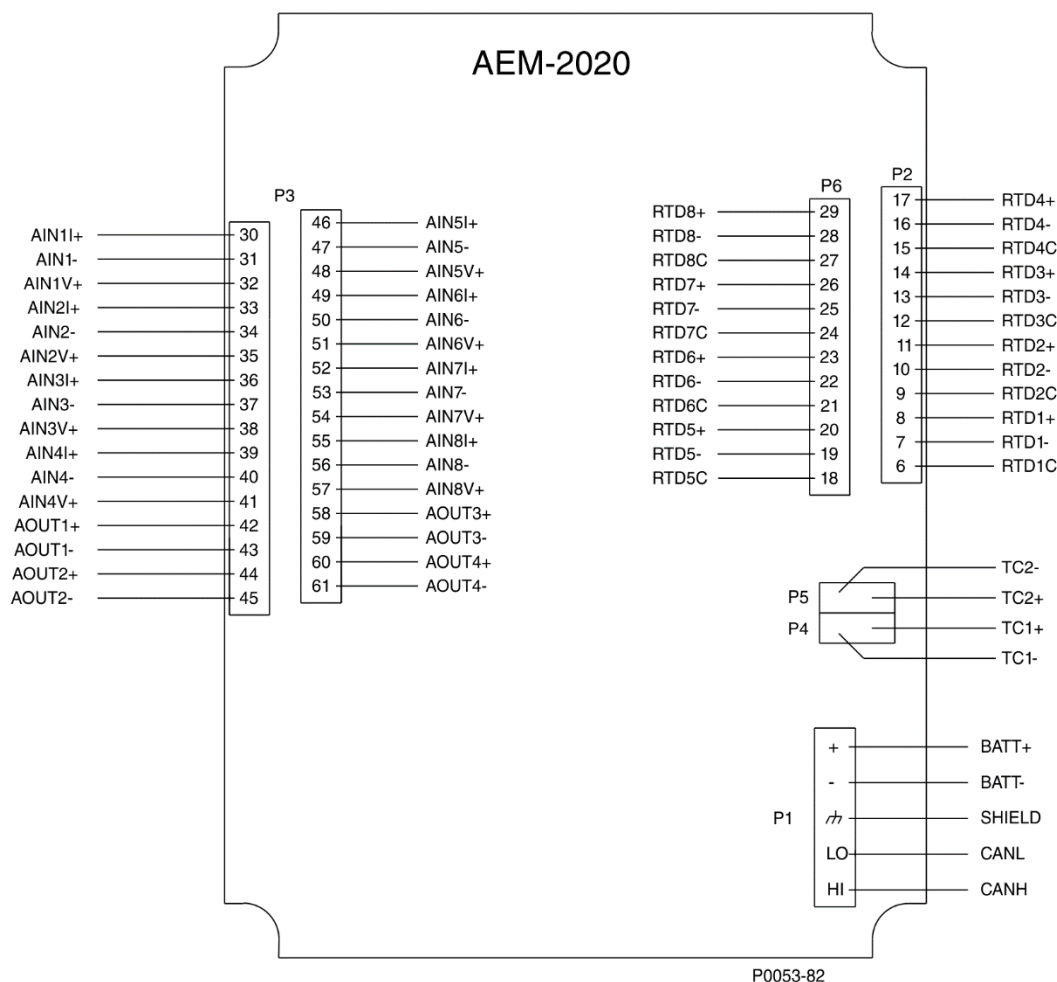 AEM-2020
P3
AIN1I+ 30
AIN1- 31
AIN1V+ 32
AIN2I+ 33
AIN2- 34
AIN2V+ 35
AIN3I+ 36
AIN3- 37
AIN3V+ 38
AIN4I+ 39
AIN4- 40
AIN4V+ 41
AOUT1+ 42
AOUT1- 43
AOUT2+ 44
AOUT2- 45
46 AIN5I+
47 AIN5-
48 AIN5V+
49 AIN6I+
50 AIN6-
51 AIN6V+
52 AIN7I+
53 AIN7-
54 AIN7V+
55 AIN8I+
56 AIN8-
57 AIN8V+
58 AOUT3+
59 AOUT3-
60 AOUT4+
61 AOUT4-
P6
RTD8+ 29
RTD8- 28
RTD8C 27
RTD7+ 26
RTD7- 25
RTD7C 24
RTD6+ 23
RTD6- 22
RTD6C 21
RTD5+ 20
RTD5- 19
RTD5C 18
P2
17 RTD4+
16 RTD4-
15 RTD4C
14 RTD3+
13 RTD3-
12 RTD3C
11 RTD2+
10 RTD2-
9 RTD2C
8 RTD1+
7 RTD1-
6 RTD1C
TC2-
P5 TC2+
P4 TC1+
TC1-
+ BATT+
- BATT-
P1 SHIELD
LO CANL
HI CANH
P0053-82